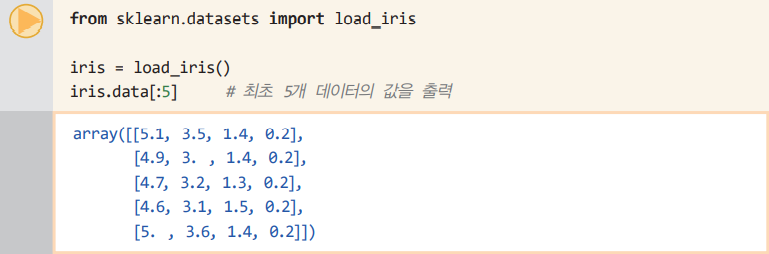 from sklearn.datasets import load_iris
iris = load_iris()
iris.data[:5]     # 최초 5개 데이터의 값을 출력
array([[5.1, 3.5, 1.4, 0.2],
       [4.9, 3. , 1.4, 0.2],
       [4.7, 3.2, 1.3, 0.2],
       [4.6, 3.1, 1.5, 0.2],
       [5. , 3.6, 1.4, 0.2]])